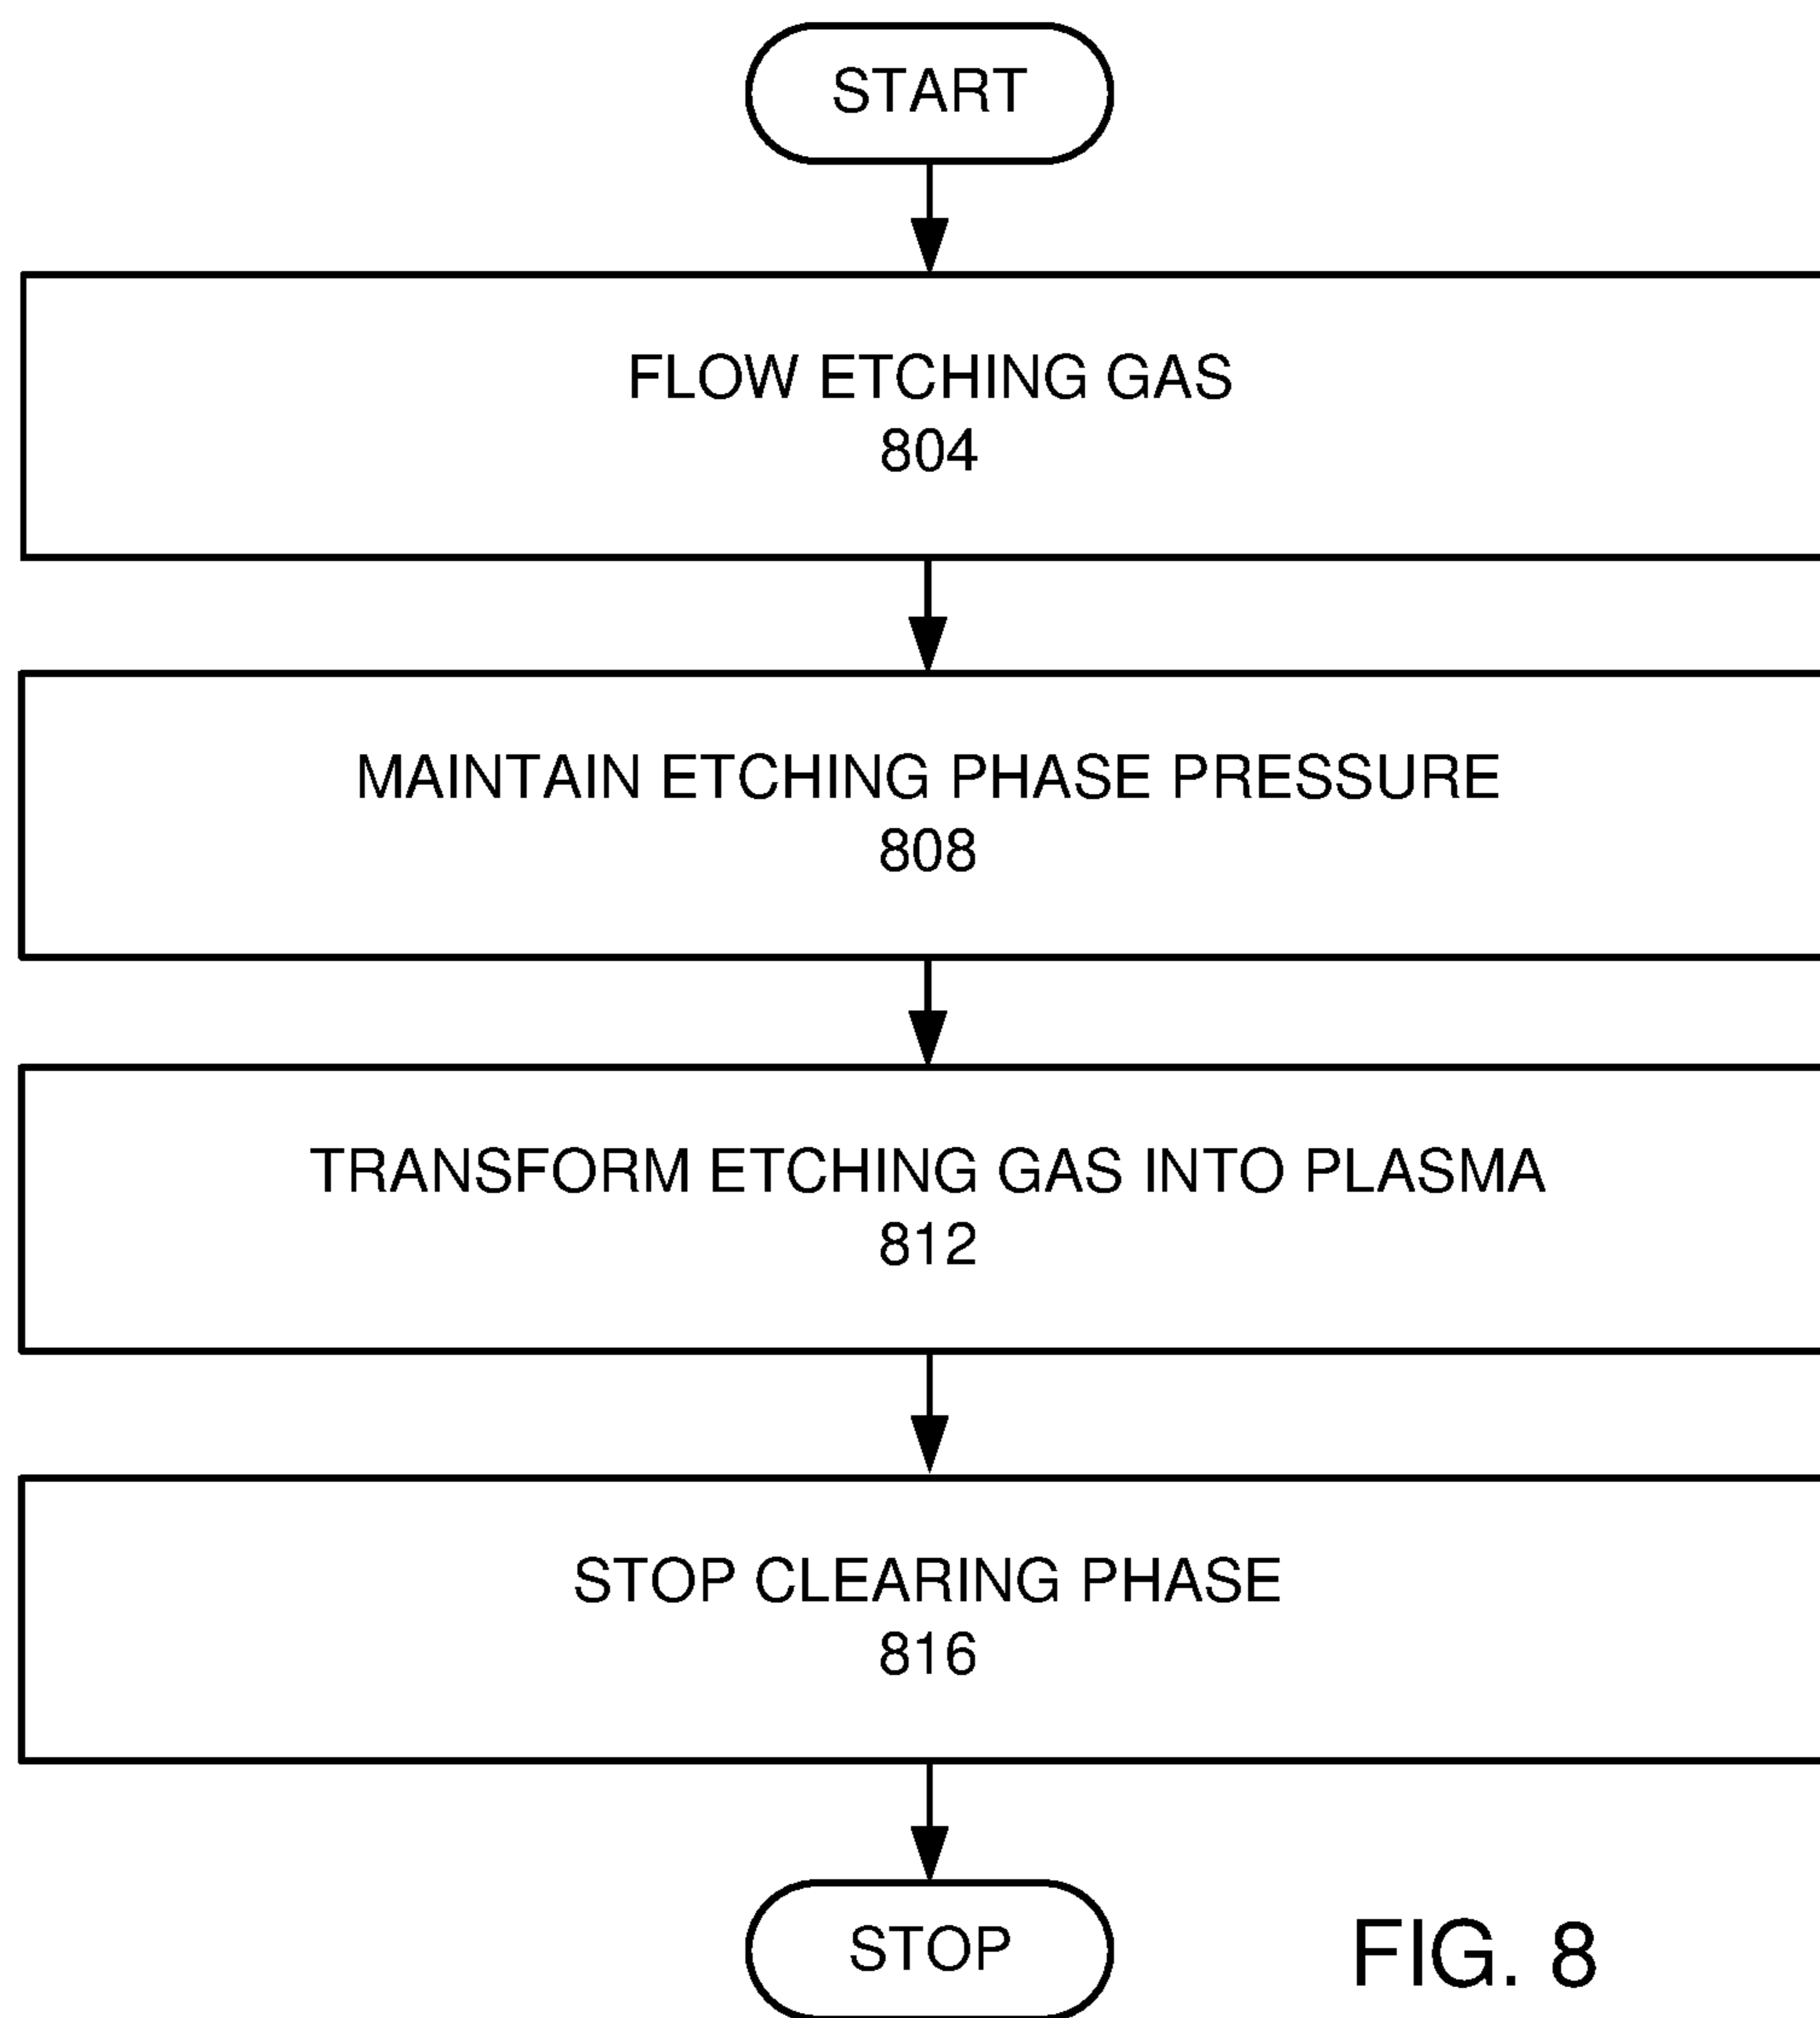 START
FLOW ETCHING GAS
804
MAINTAIN ETCHING PHASE PRESSURE
808
TRANSFORM ETCHING GAS INTO PLASMA
812
STOP CLEARING PHASE
816
STOP
FIG. 8